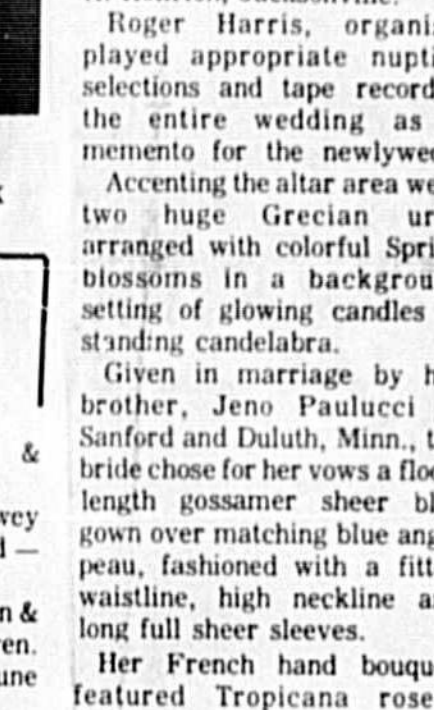 Roger Harris, organi
played appropriate nupti
selections and tape record
the entire wedding as
memento for the newlywe
Accenting the altar area we
two huge Grecian ur
arranged with colorful Spri
blossoms in a backgrou
setting of glowing candles
standing candelabra.
Given in marriage by h
brother, Jeno Paulucci
Sanford and Duluth, Minn., t
bride chose for her vows a floo
length gossamer sheer bl
gown over matching blue ang
peau, fashioned with a fitt
waistline, high neckline a
long full sheer sleeves.
Her French hand bouqu
featured Tropicana rose
&
vey
—
n &
en.
une